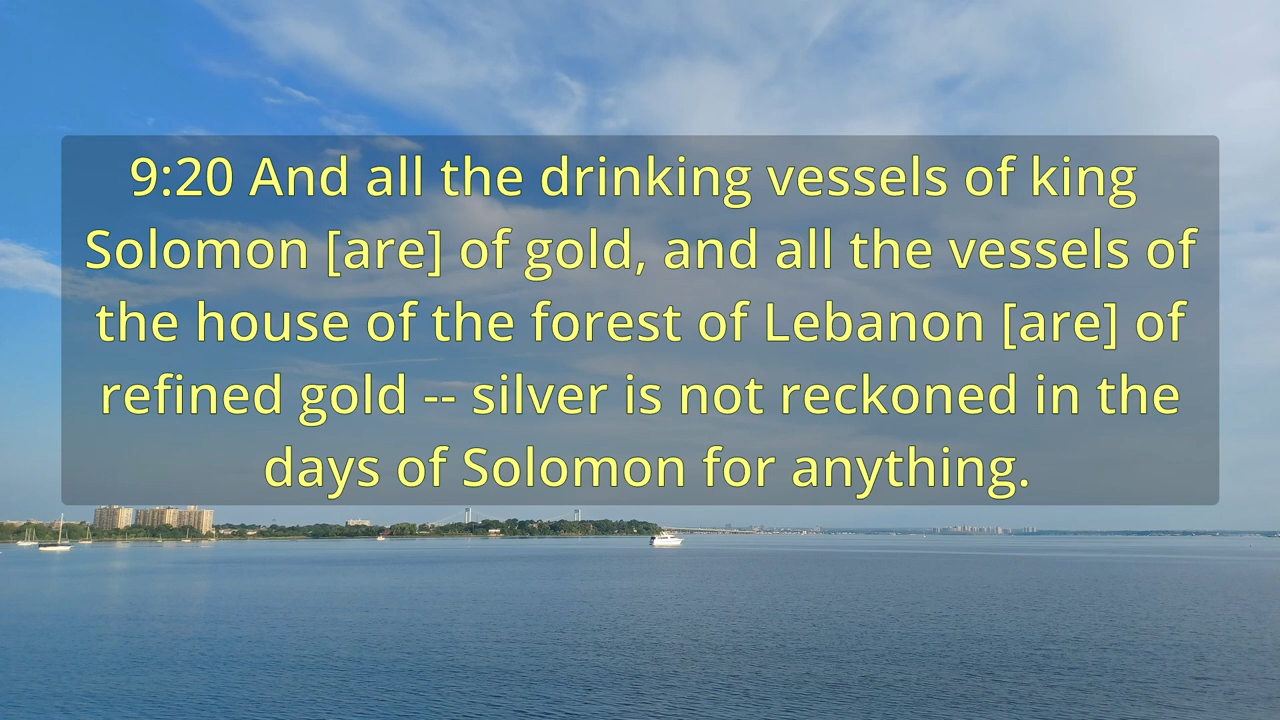 9:20 And all the drinking vessels of king
Solomon [are] of gold, and all the vessels of
the house of the forest of Lebanon [are] of
refined gold -- silver is not reckoned in the
days of Solomon for anything.